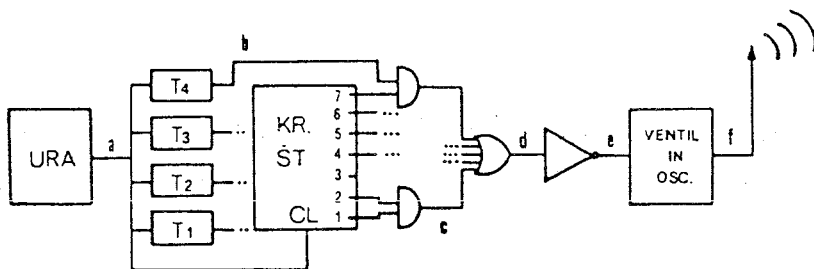 URA
a
T4
T3
T2
T1
b
KR.
ŠT
CL
7
6
5
4
3
2
1
c
d
e
VENTIL
IN
OSC.
f